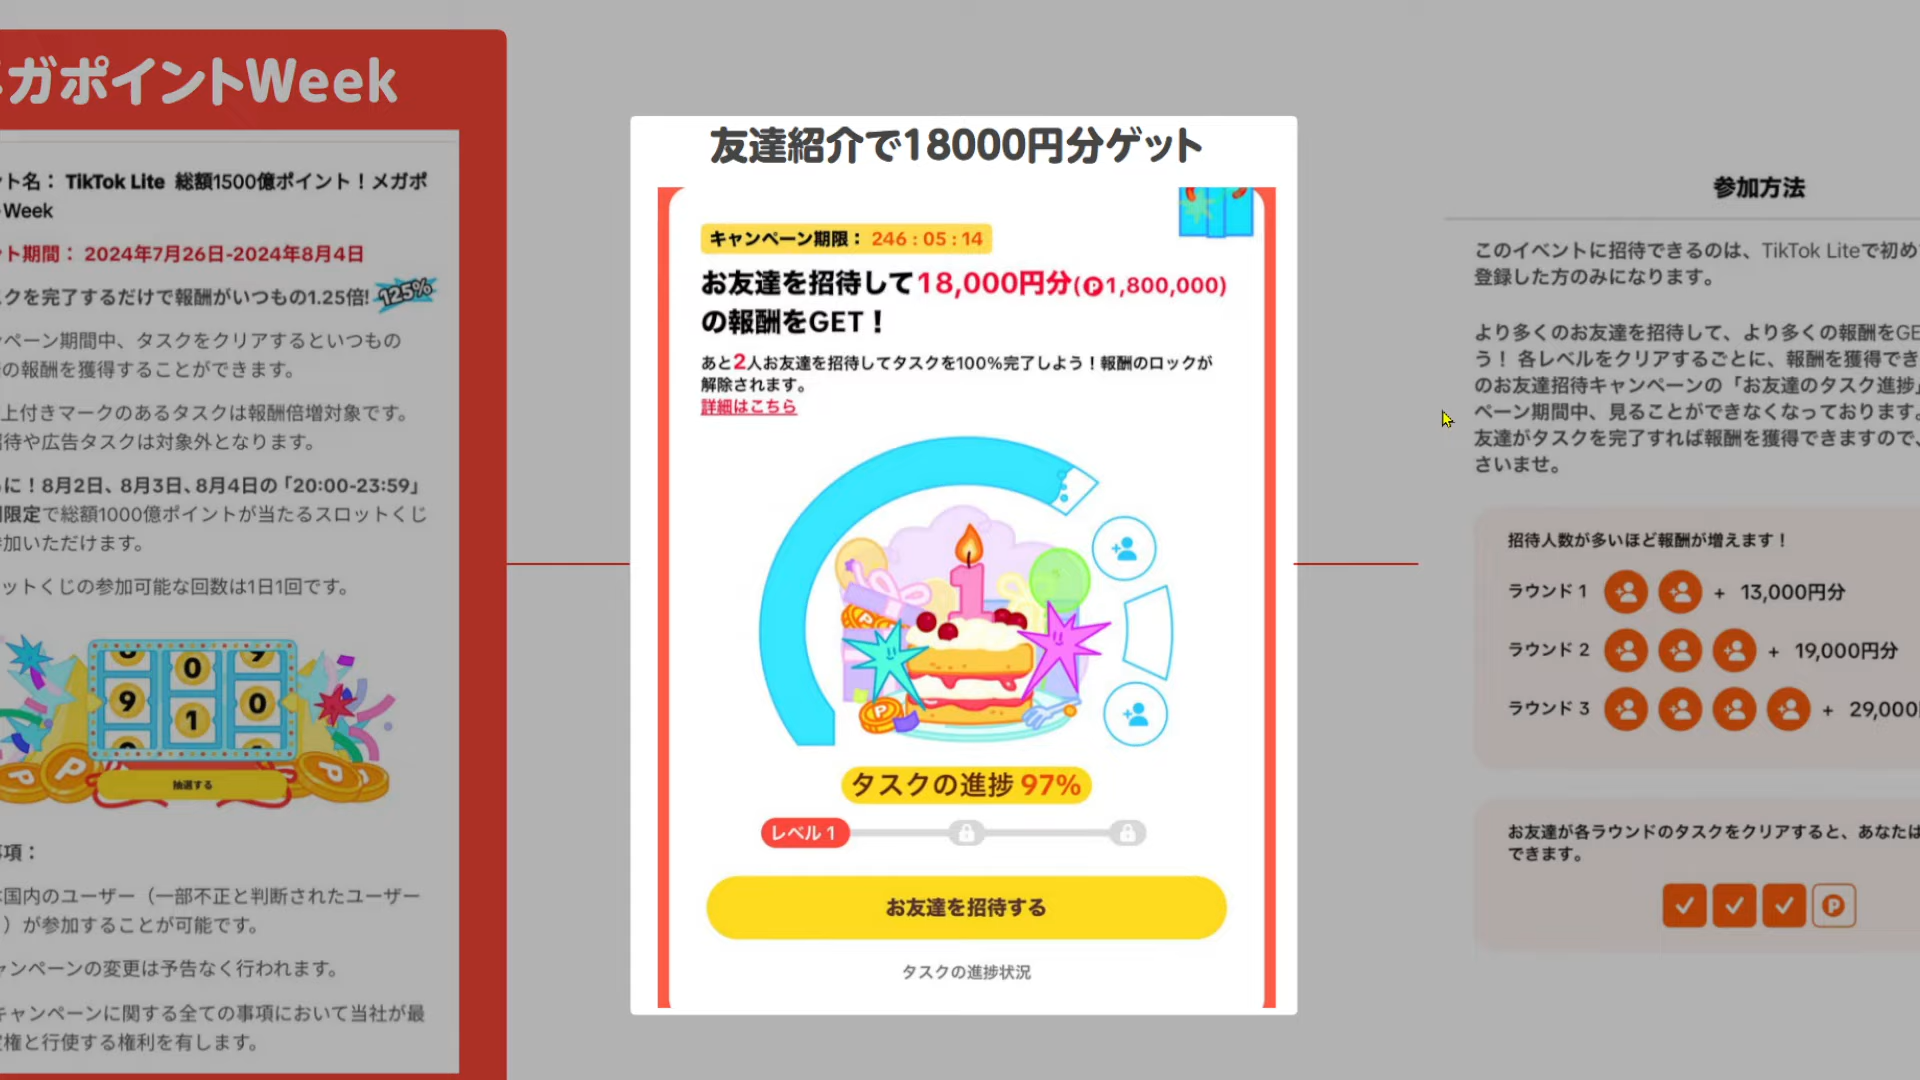 ガポイントWeek
ント名： TikTok Lite 総額1500億ポイント！メガポ
Week
ント期間： 2024年7月26日-2024年8月4日
クを完了するだけで報酬がいつもの1.25倍! 125%
ペーン期間中、タスクをクリアするといつもの
の報酬を獲得することができます。
上付きマークのあるタスクは報酬倍増対象です。
招待や広告タスクは対象外となります。
に！8月2日、8月3日、8月4日の「20:00-23:59」
限定で総額1000億ポイントが当たるスロットくじ
参加いただけます。
ットくじの参加可能な回数は1日1回です。
0
9
1
0
P
P
P
P
抽選する
事項：
国内のユーザー（一部不正と判断されたユーザー
）が参加することが可能です。
ャンペーンの変更は予告なく行われます。
キャンペーンに関する全ての事項において当社が最
定権と行使する権利を有します。
友達紹介で18000円分ゲット
キャンペーン期限： 246 : 05 : 14
お友達を招待して18,000円分(P1,800,000)
の報酬をGET！
あと2人お友達を招待してタスクを100%完了しよう！報酬のロックが
解除されます。
詳細はこちら
1
P
タスクの進捗 97%
レベル 1
お友達を招待する
タスクの進捗状況
参加方法
このイベントに招待できるのは、TikTok Liteで初め
登録した方のみになります。
より多くのお友達を招待して、より多くの報酬をGE
う！ 各レベルをクリアするごとに、報酬を獲得でき
のお友達招待キャンペーンの「お友達のタスク進捗」
ペーン期間中、見ることができなくなっております。
友達がタスクを完了すれば報酬を獲得できますので、
さいませ。
招待人数が多いほど報酬が増えます！
ラウンド 1 + 13,000円分
ラウンド 2 + 19,000円分
ラウンド 3 + 29,000
お友達が各ラウンドのタスクをクリアすると、あなたは
できます。
P